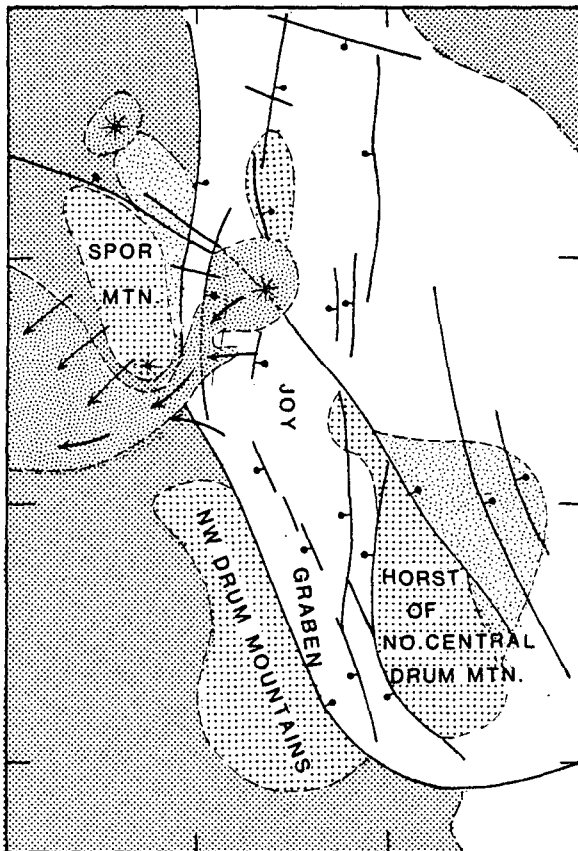 SPOR
MTN.
JOY
GRABEN
NW DRUM MOUNTAINS
HORST
OF
NO. CENTRAL
DRUM MTN.